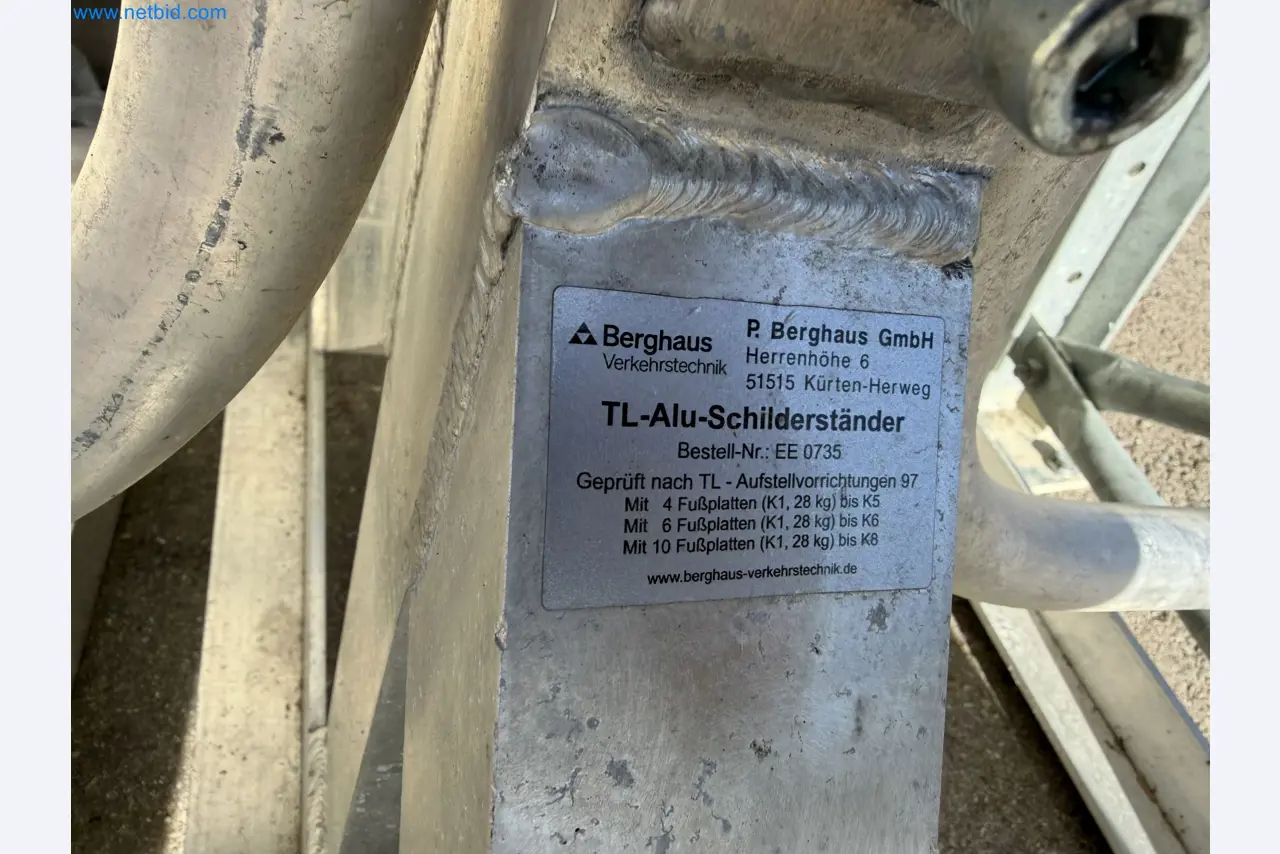 www.netbid.com
Berghaus
Verkehrstechnik
P. Berghaus GmbH
Herrenhöhe 6
51515 Kürten-Herweg
TL-Alu-Schilderständer
Bestell-Nr.: EE 0735
Geprüft nach TL - Aufstellvorrichtungen 97
Mit 4 Fußplatten (K1, 28 kg) bis K5
Mit 6 Fußplatten (K1, 28 kg) bis K6
Mit 10 Fußplatten (K1, 28 kg) bis K8
www.berghaus-verkehrstechnik.de